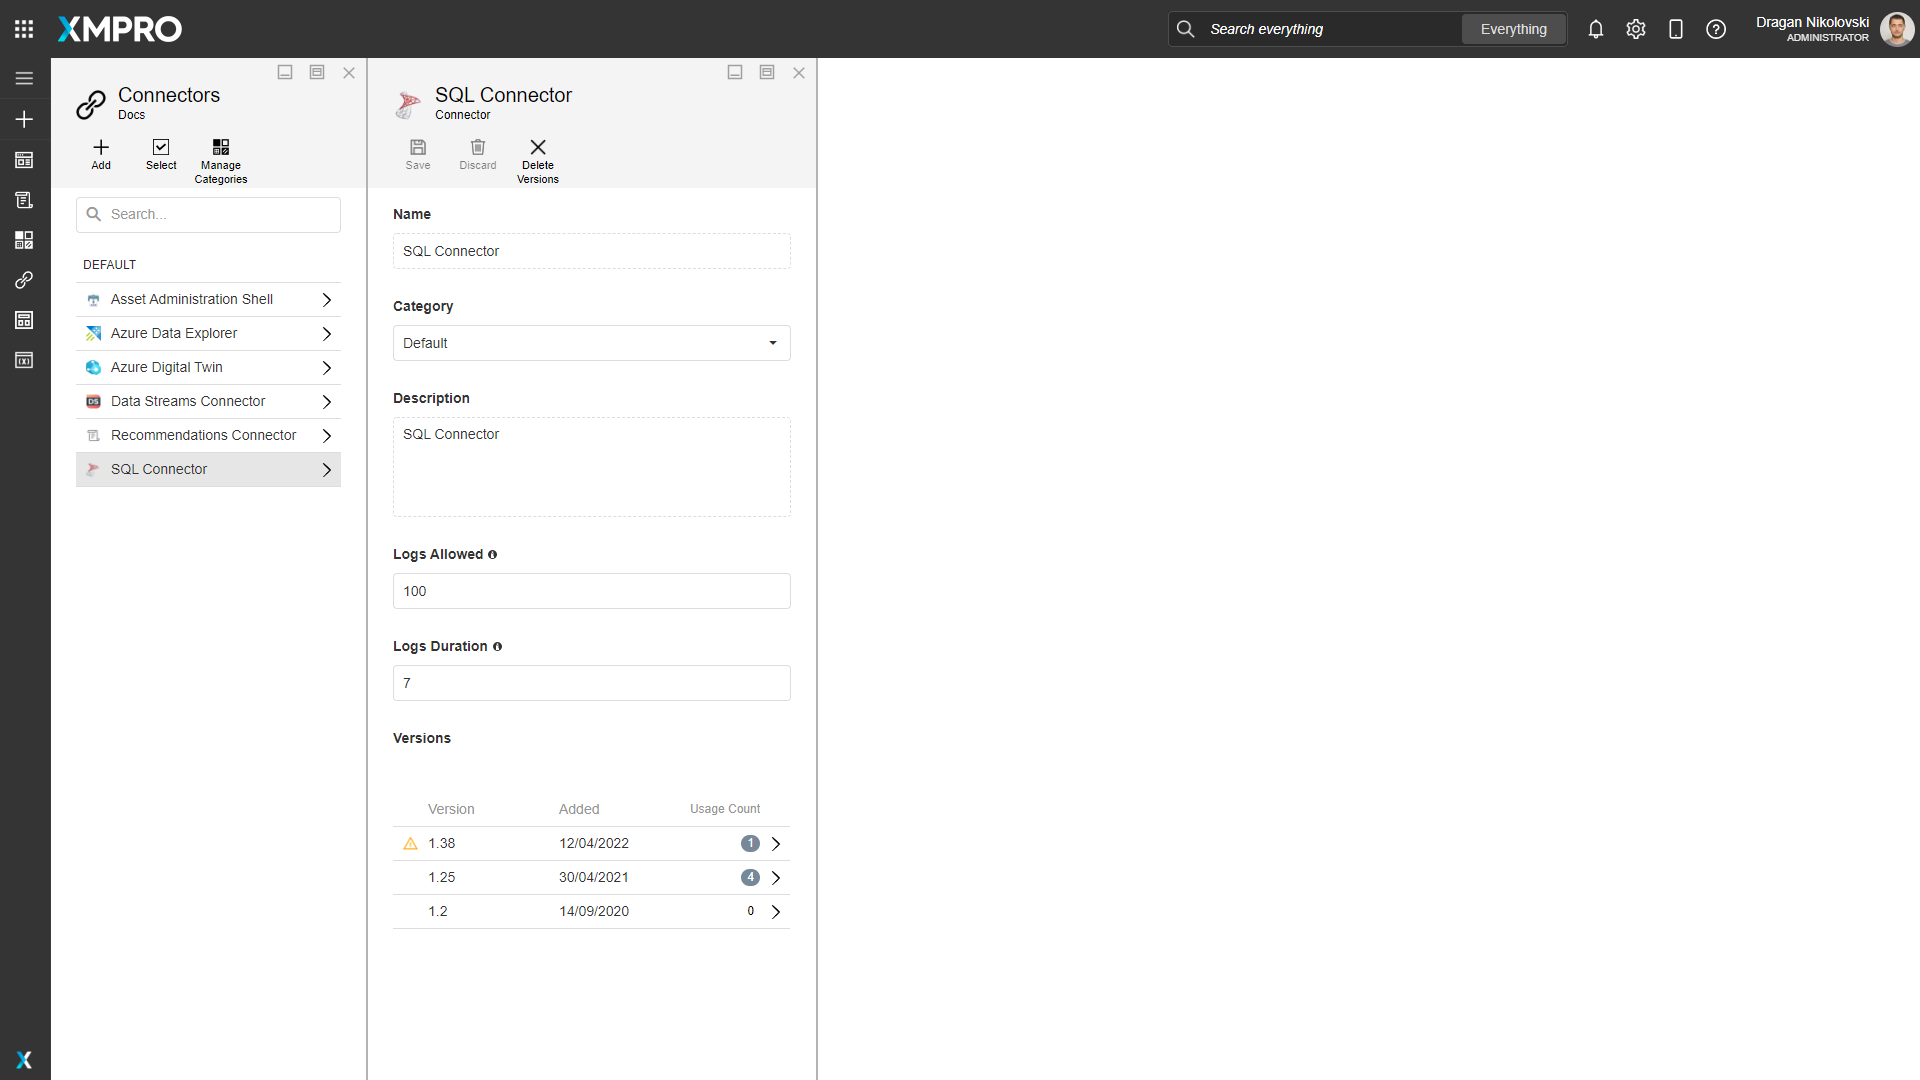 XMPRO
Search everything
Everything
Dragan Nikolovski
ADMINISTRATOR
Connectors
Docs
Add
Select
Manage
Categories
Search...
DEFAULT
Asset Administration Shell
Azure Data Explorer
Azure Digital Twin
DS
Data Streams Connector
Recommendations Connector
SQL Connector
SQL Connector
Connector
Save
Discard
Delete
Versions
Name
SQL Connector
Category
Default
Description
SQL Connector
Logs Allowed
100
Logs Duration
7
Versions
Version Added Usage Count
1.38 12/04/2022 1
1.25 30/04/2021 4
1.2 14/09/2020 0